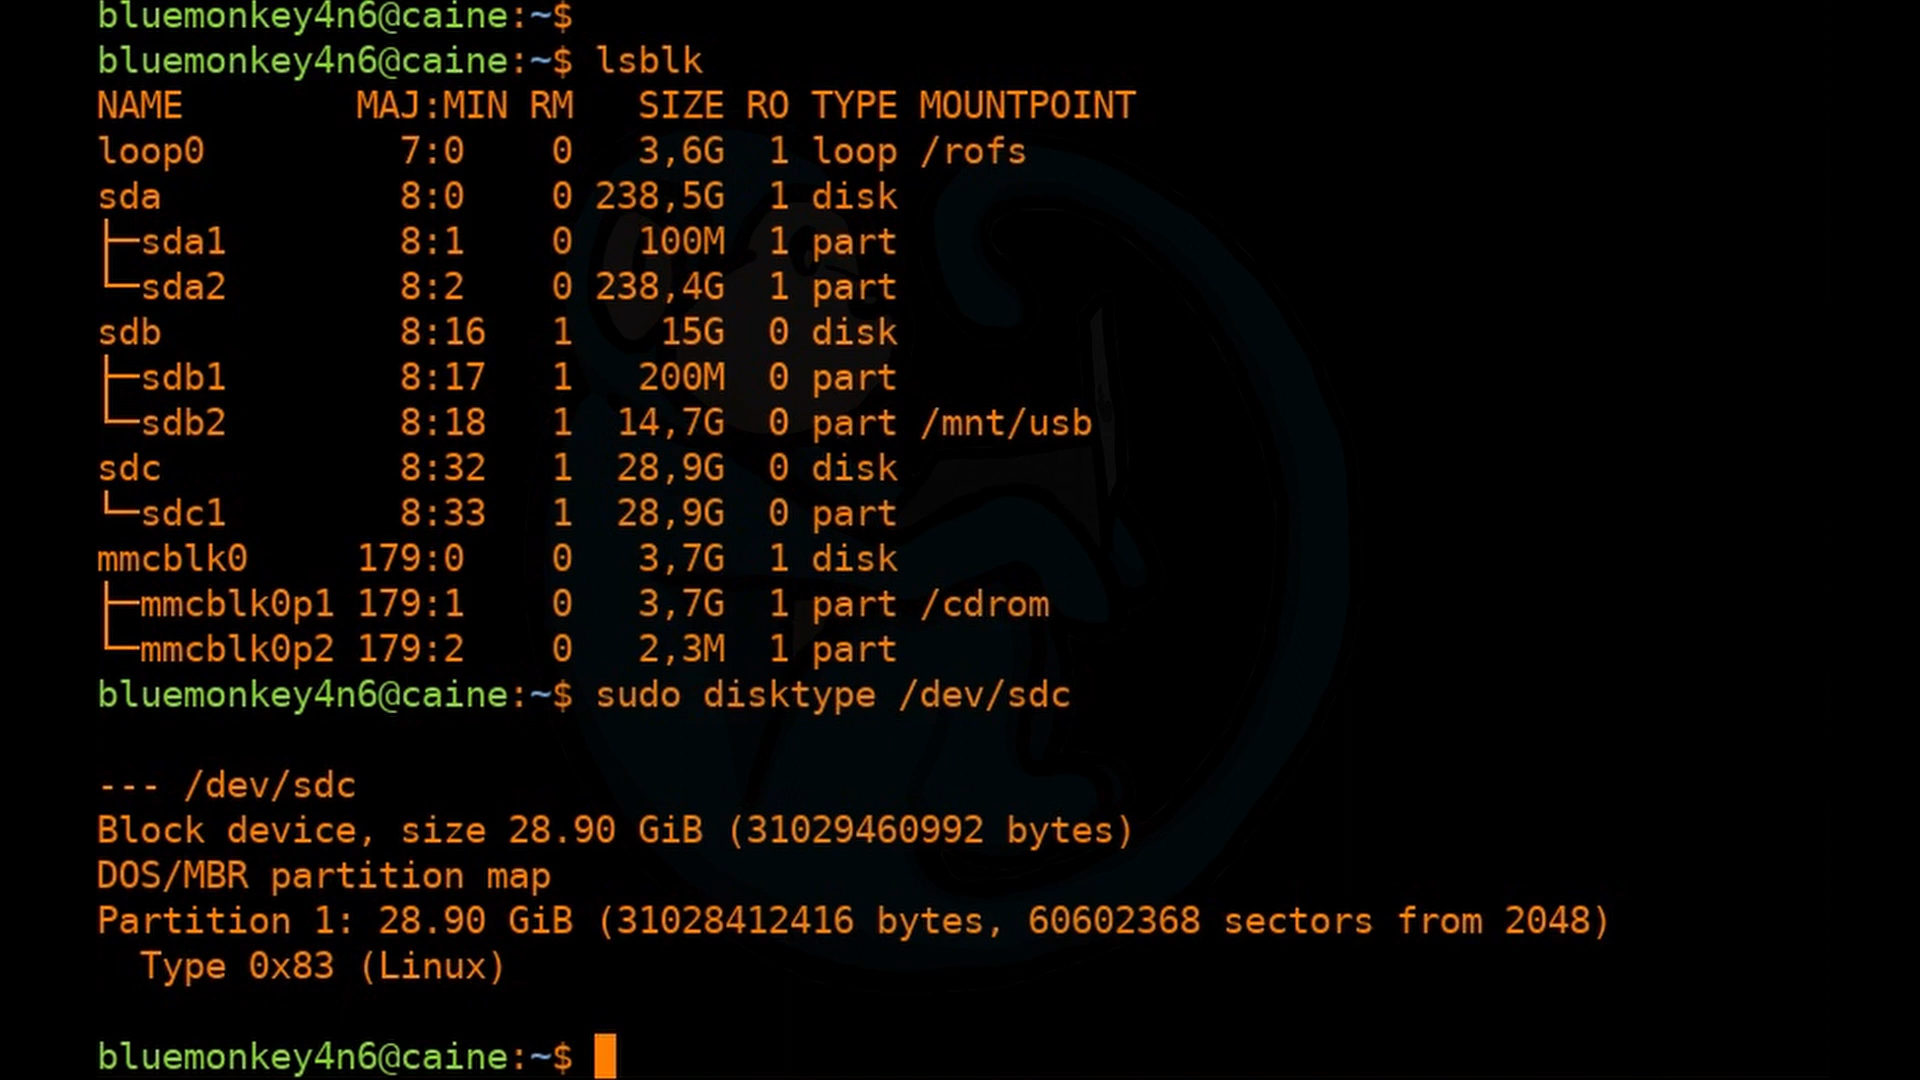 bluemonkey4n6@caine:~$
bluemonkey4n6@caine:~$ lsblk
NAME        MAJ:MIN RM   SIZE RO TYPE MOUNTPOINT
loop0         7:0    0   3,6G  1 loop /rofs
sda           8:0    0 238,5G  1 disk
├─sda1        8:1    0   100M  1 part
└─sda2        8:2    0 238,4G  1 part
sdb           8:16   1    15G  0 disk
├─sdb1        8:17   1   200M  0 part
└─sdb2        8:18   1  14,7G  0 part /mnt/usb
sdc           8:32   1  28,9G  0 disk
└─sdc1        8:33   1  28,9G  0 part
mmcblk0     179:0    0   3,7G  1 disk
├─mmcblk0p1 179:1    0   3,7G  1 part /cdrom
└─mmcblk0p2 179:2    0   2,3M  1 part
bluemonkey4n6@caine:~$ sudo disktype /dev/sdc
--- /dev/sdc
Block device, size 28.90 GiB (31029460992 bytes)
DOS/MBR partition map
Partition 1: 28.90 GiB (31028412416 bytes, 60602368 sectors from 2048)
  Type 0x83 (Linux)
bluemonkey4n6@caine:~$